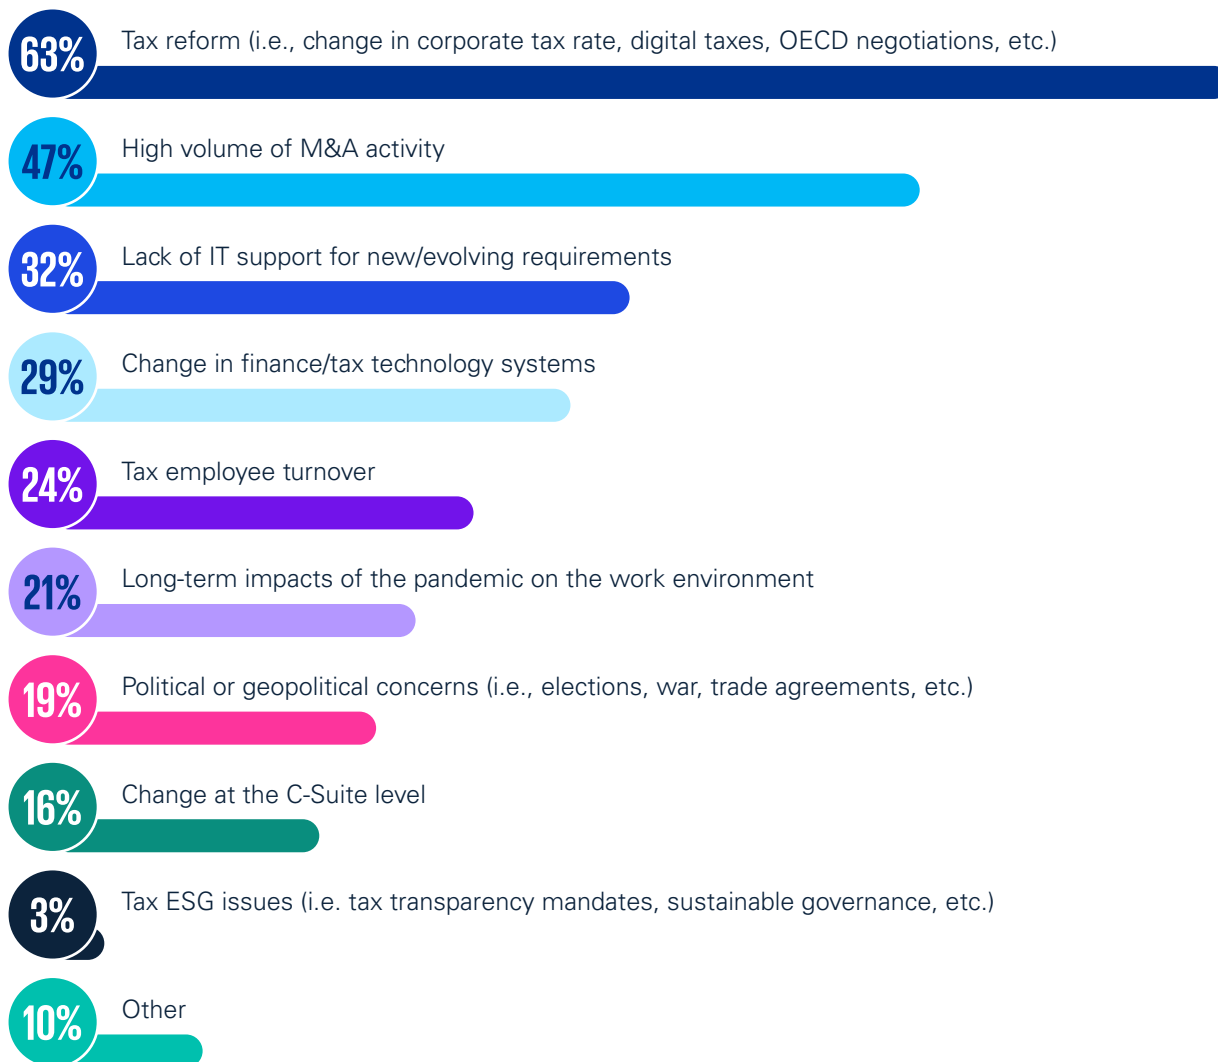 63%
Tax reform (i.e., change in corporate tax rate, digital taxes, OECD negotiations, etc.)
47%
High volume of M&A activity
32%
Lack of IT support for new/evolving requirements
29%
Change in finance/tax technology systems
24%
Tax employee turnover
21%
Long-term impacts of the pandemic on the work environment
19%
Political or geopolitical concerns (i.e., elections, war, trade agreements, etc.)
16%
Change at the C-Suite level
3%
Tax ESG issues (i.e. tax transparency mandates, sustainable governance, etc.)
10%
Other